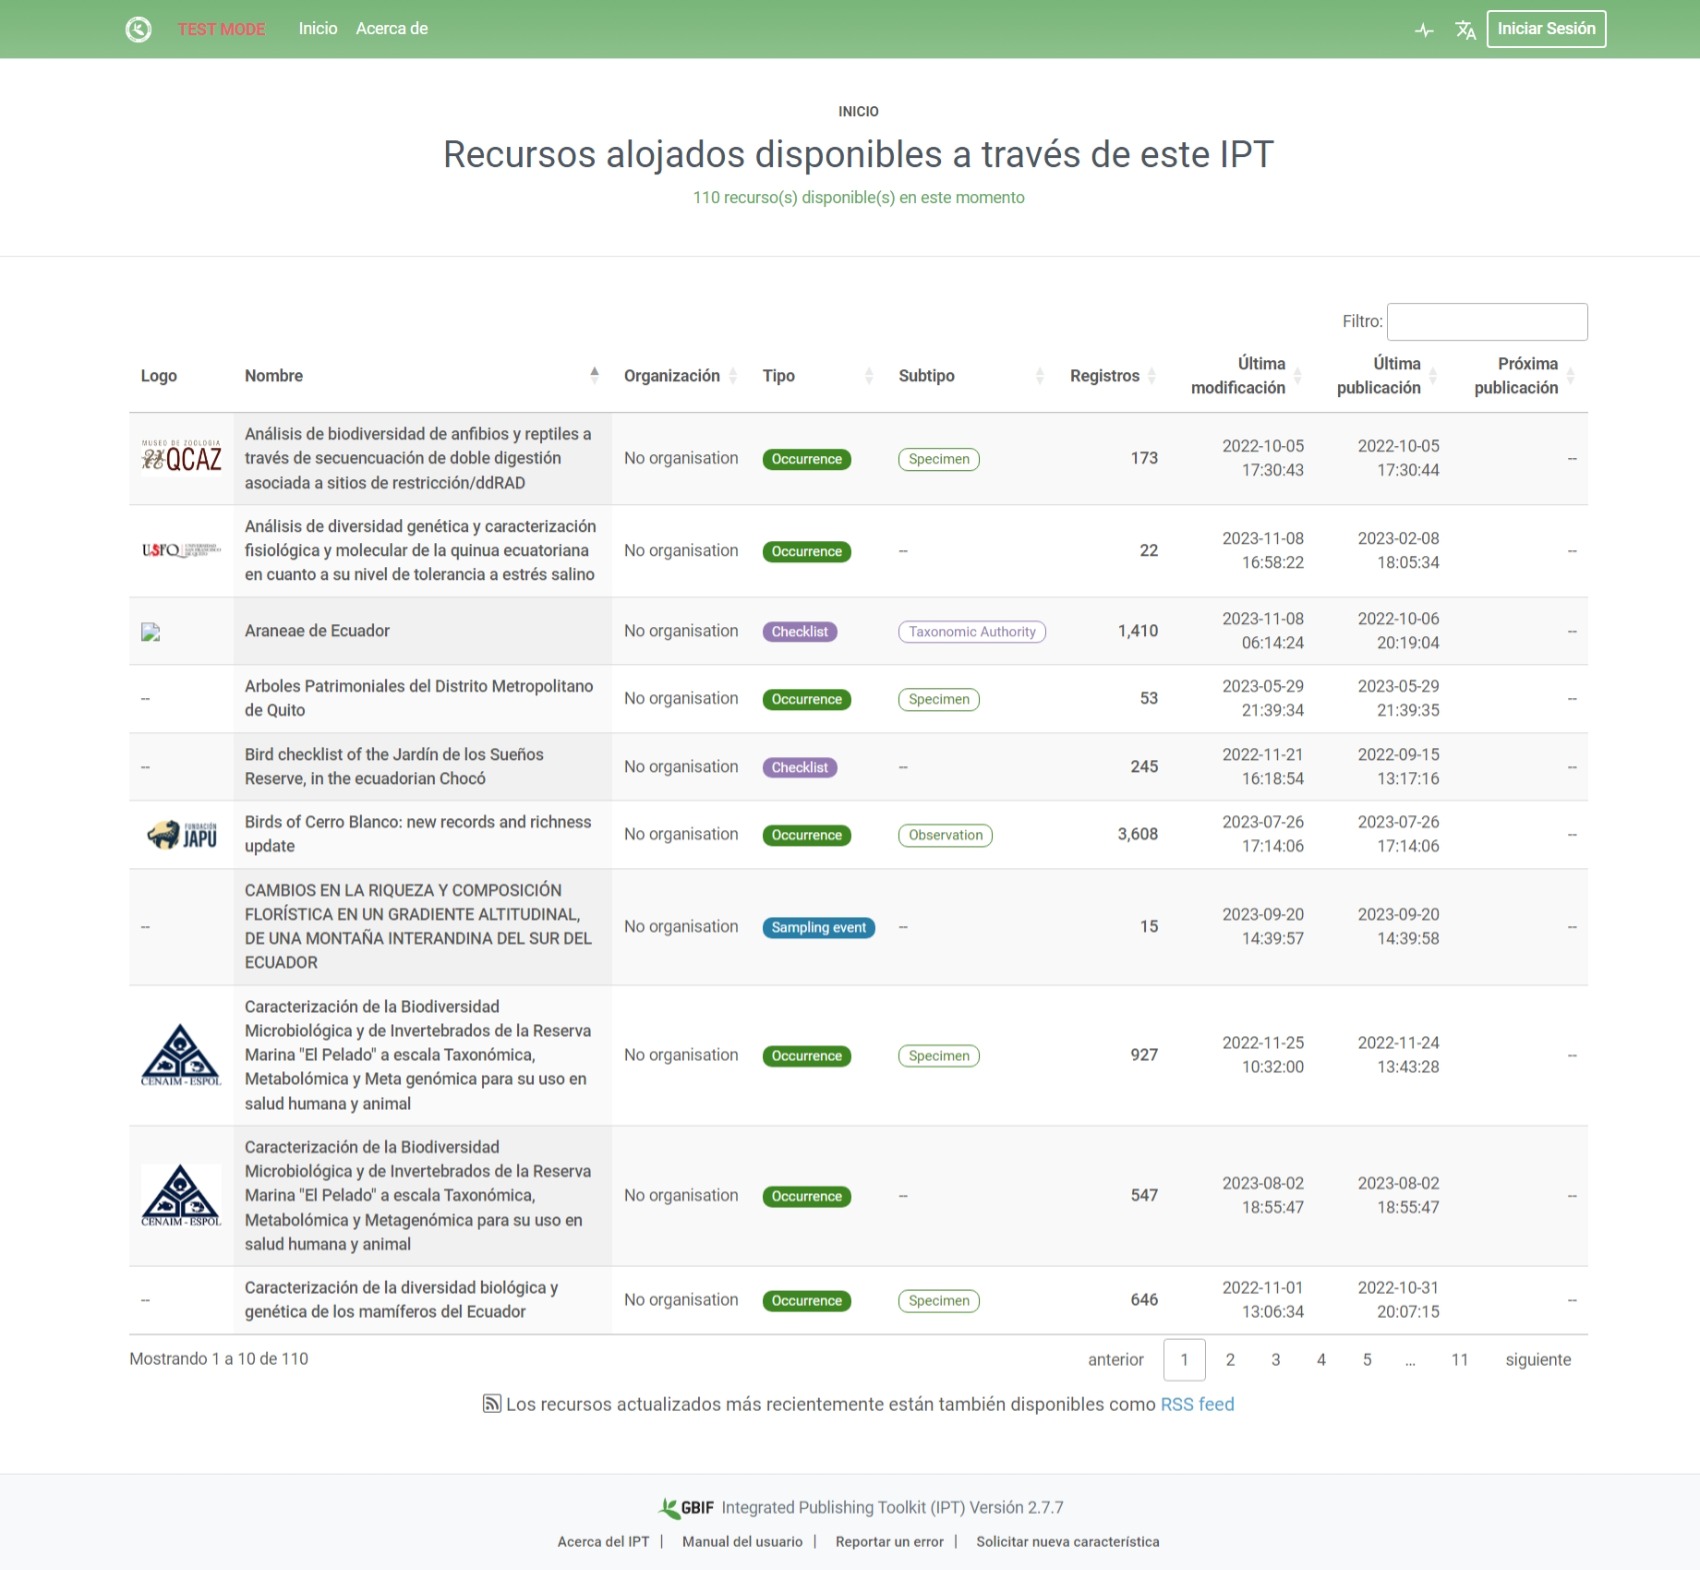 TEST MODE Inicio Acerca de Iniciar Sesión
INICIO
Recursos alojados disponibles a través de este IPT
110 recurso(s) disponible(s) en este momento
Filtro:
Logo Nombre Organización Tipo Subtipo Registros Última modificación Última publicación Próxima publicación
MUSEO DE ZOOLOGIA
QCAZ
Análisis de biodiversidad de anfibios y reptiles a
través de secuencuación de doble digestión
asociada a sitios de restricción/ddRAD
No organisation Occurrence Specimen 173 2022-10-05 17:30:43 2022-10-05 17:30:44 --
USFQ
Análisis de diversidad genética y caracterización
fisiológica y molecular de la quinua ecuatoriana
en cuanto a su nivel de tolerancia a estrés salino
No organisation Occurrence -- 22 2023-11-08 16:58:22 2023-02-08 18:05:34 --
Araneae de Ecuador
No organisation Checklist Taxonomic Authority 1,410 2023-11-08 06:14:24 2022-10-06 20:19:04 --
--
Arboles Patrimoniales del Distrito Metropolitano
de Quito
No organisation Occurrence Specimen 53 2023-05-29 21:39:34 2023-05-29 21:39:35 --
--
Bird checklist of the Jardín de los Sueños
Reserve, in the ecuadorian Chocó
No organisation Checklist -- 245 2022-11-21 16:18:54 2022-09-15 13:17:16 --
FUNDACIÓN
JAPU
Birds of Cerro Blanco: new records and richness
update
No organisation Occurrence Observation 3,608 2023-07-26 17:14:06 2023-07-26 17:14:06 --
--
CAMBIOS EN LA RIQUEZA Y COMPOSICIÓN
FLORÍSTICA EN UN GRADIENTE ALTITUDINAL,
DE UNA MONTAÑA INTERANDINA DEL SUR DEL
ECUADOR
No organisation Sampling event -- 15 2023-09-20 14:39:57 2023-09-20 14:39:58 --
CENAIM - ESPOL
Caracterización de la Biodiversidad
Microbiológica y de Invertebrados de la Reserva
Marina "El Pelado" a escala Taxonómica,
Metabolómica y Meta genómica para su uso en
salud humana y animal
No organisation Occurrence Specimen 927 2022-11-25 10:32:00 2022-11-24 13:43:28 --
CENAIM - ESPOL
Caracterización de la Biodiversidad
Microbiológica y de Invertebrados de la Reserva
Marina "El Pelado" a escala Taxonómica,
Metabolómica y Metagenómica para su uso en
salud humana y animal
No organisation Occurrence -- 547 2023-08-02 18:55:47 2023-08-02 18:55:47 --
--
Caracterización de la diversidad biológica y
genética de los mamíferos del Ecuador
No organisation Occurrence Specimen 646 2022-11-01 13:06:34 2022-10-31 20:07:15 --
Mostrando 1 a 10 de 110 anterior 1 2 3 4 5 ... 11 siguiente
Los recursos actualizados más recientemente están también disponibles como RSS feed
GBIF Integrated Publishing Toolkit (IPT) Versión 2.7.7
Acerca del IPT | Manual del usuario | Reportar un error | Solicitar nueva característica